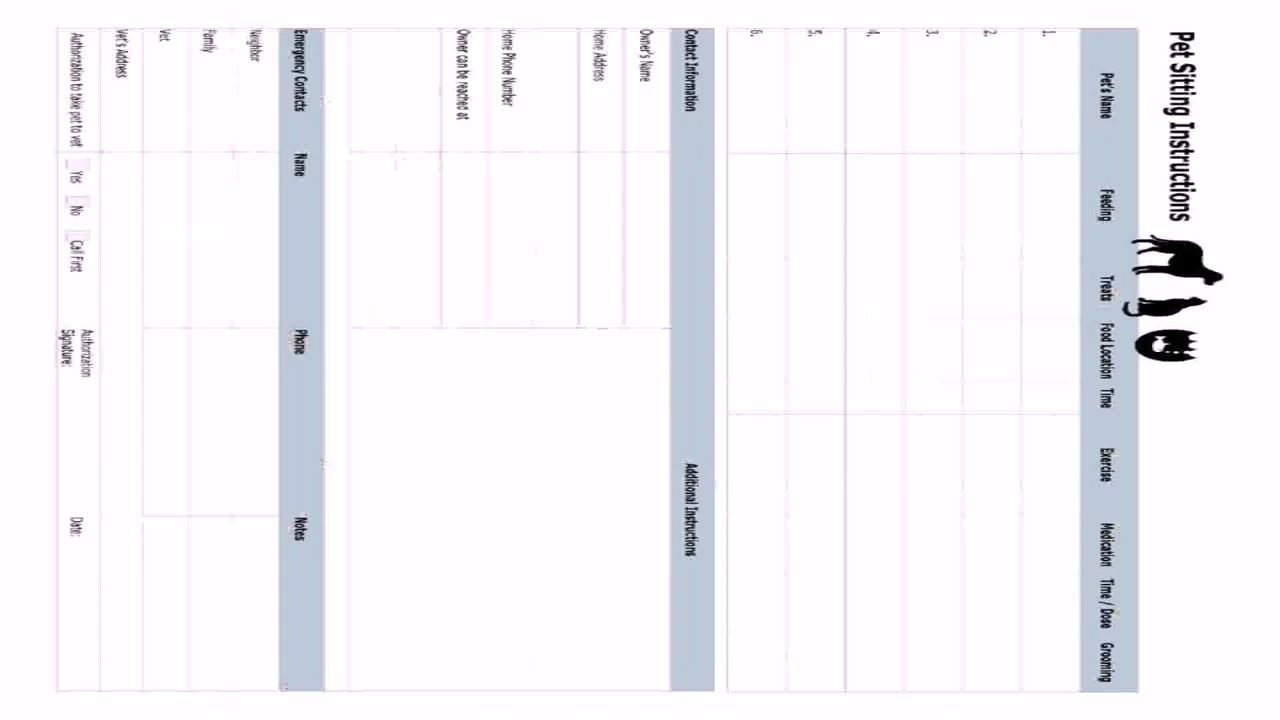 Pet Sitting Instructions
Pet's Name Feeding Treats Food Location Time Exercise Medication Time / Dose Grooming
1.
2.
3.
4.
5.
6.
Contact Information Additional Instructions
Owner's Name
Home Address
Home Phone Number
Owner can be reached at
Emergency Contacts Name Phone Notes
Neighbor
Family
Vet
Vet's Address
Authorization to take pet to vet Yes No Call First Authorization Signature: Date: